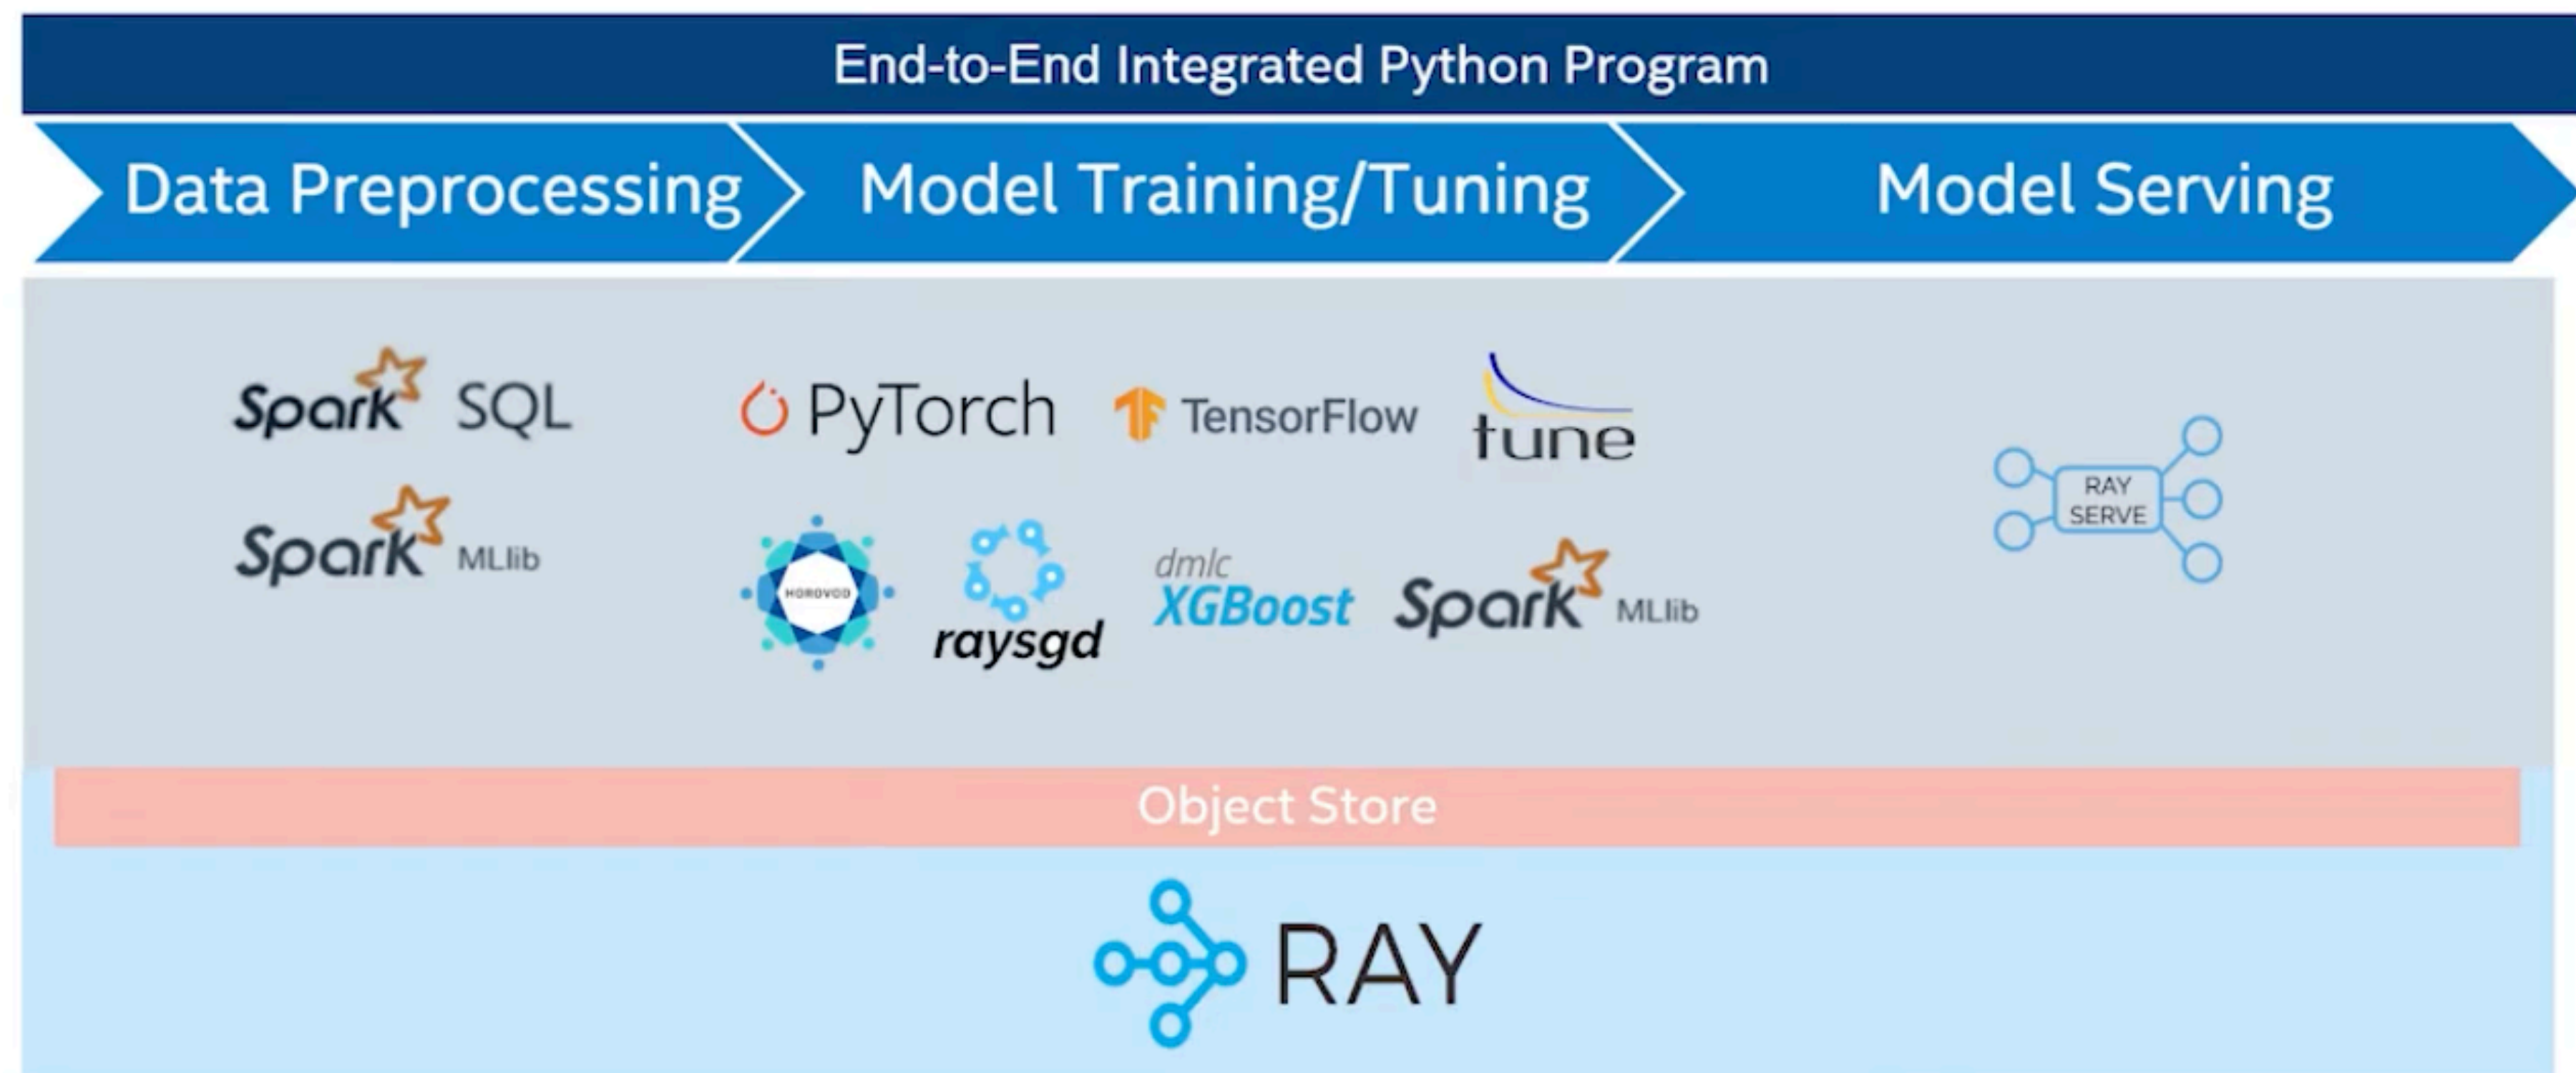 End-to-End Integrated Python Program
Data Preprocessing
Model Training/Tuning
Model Serving
Spark SQL
Spark MLlib
PyTorch
TensorFlow
tune
HOROVOD
raysgd
dmlc
XGBoost
Spark MLlib
RAY
SERVE
Object Store
RAY